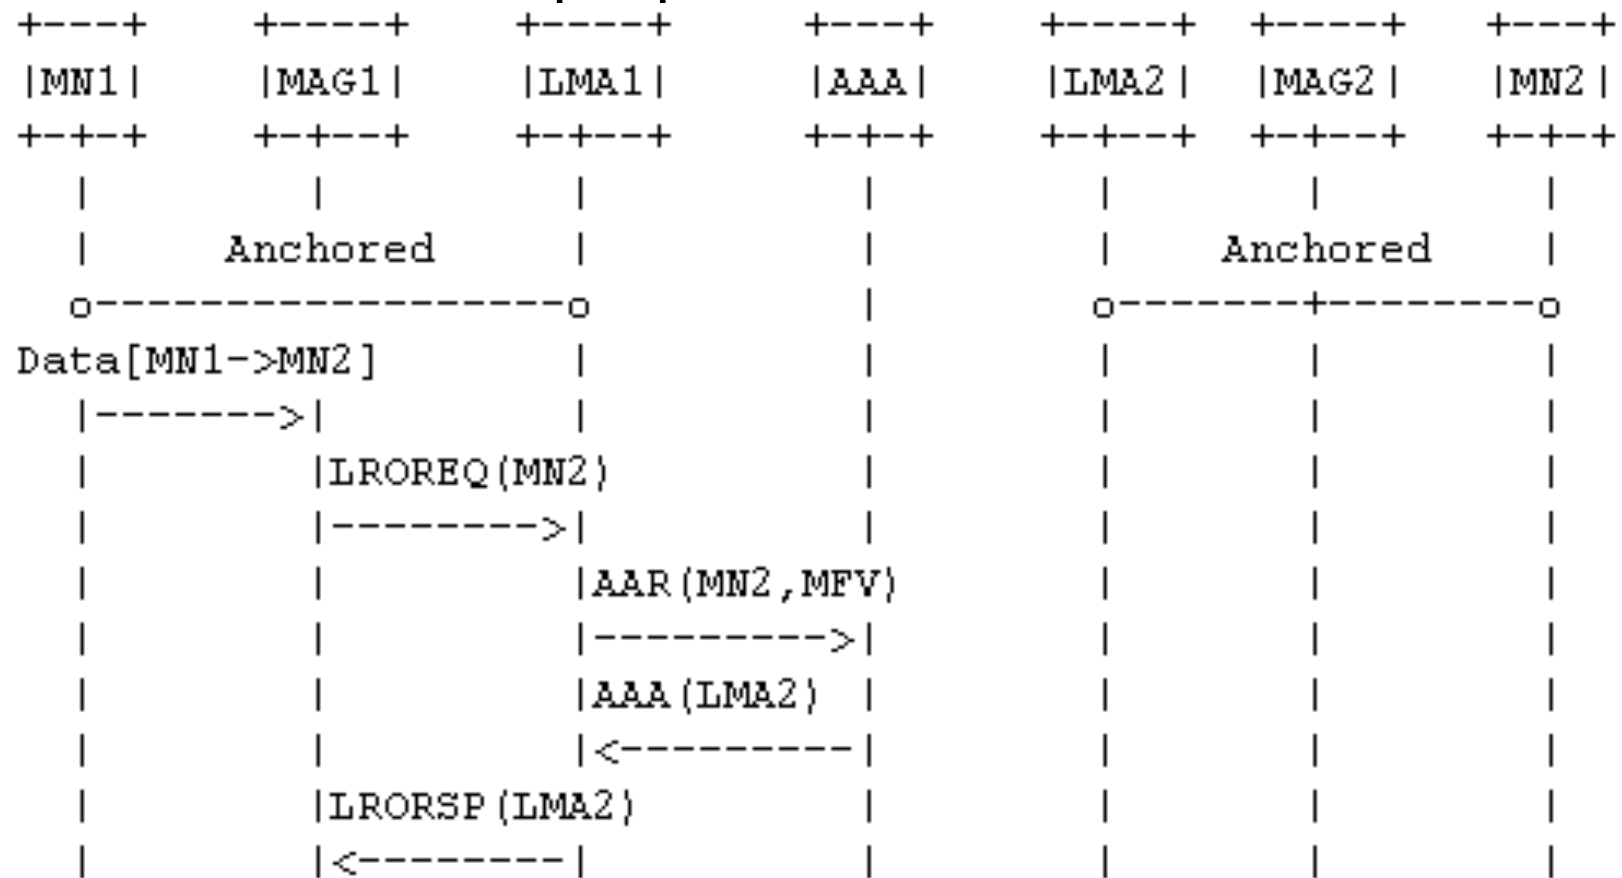 +---+    +----+    +----+     +---+      +----+ +----+   +---+
|MN1|    |MAG1|    |LMA1|     |AAA|    |LMA2|  |MAG2|   |MN2|
+-+-+    +-+--+    +-+--+     +-+-+      +-+--+ +-+--+   +-+-+
  |        |         |          |        |       |        |
  |     Anchored     |          |        |    Anchored    |
  o------------------o          |        o-------+--------o
Data[MN1->MN2]       |          |        |       |        |
  |------->|         |          |        |       |        |
  |        |LROREQ(MN2)         |        |       |        |
  |        |-------->|          |        |       |        |
  |        |         |AAR(MN2,MFV)       |       |        |
  |        |         |--------->|        |       |        |
  |        |         |AAA(LMA2) |        |       |        |
  |        |         |<---------|        |       |        |
  |        |LRORSP(LMA2)        |        |       |        |
  |        |<--------|          |        |       |        |